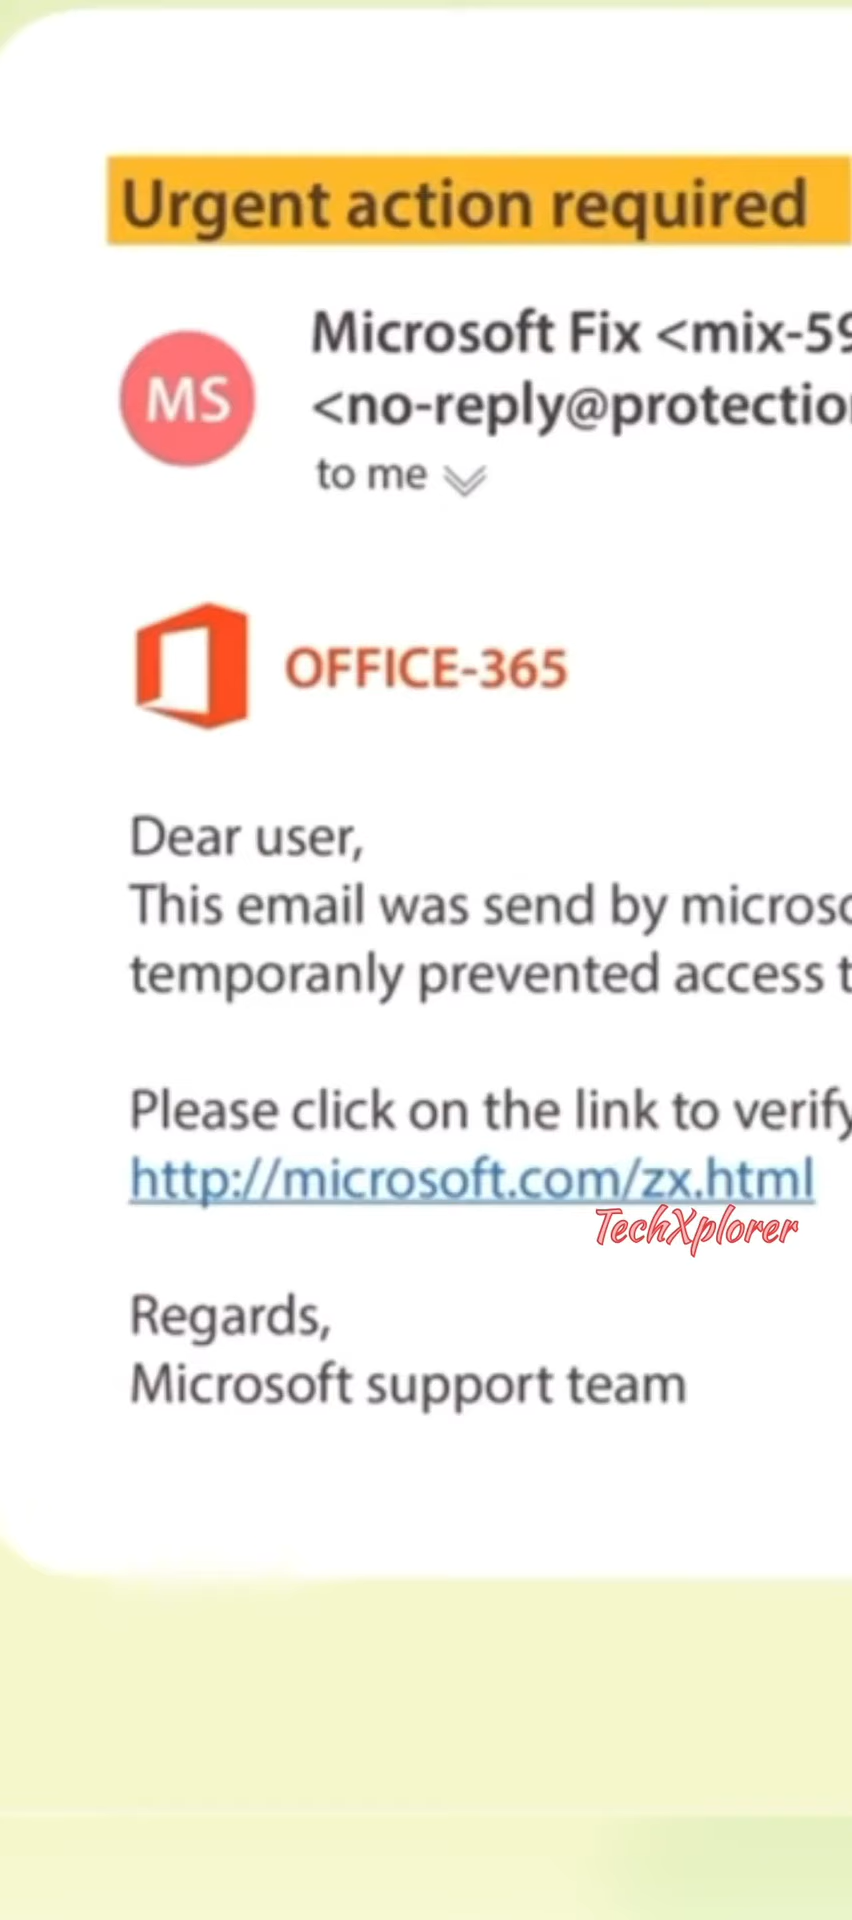 Urgent action required
Microsoft Fix <mix-59
MS
<no-reply@protection
to me
OFFICE-365
Dear user,
This email was send by microso
temporanly prevented access t
Please click on the link to verify
http://microsoft.com/zx.html
TechXplorer
Regards,
Microsoft support team